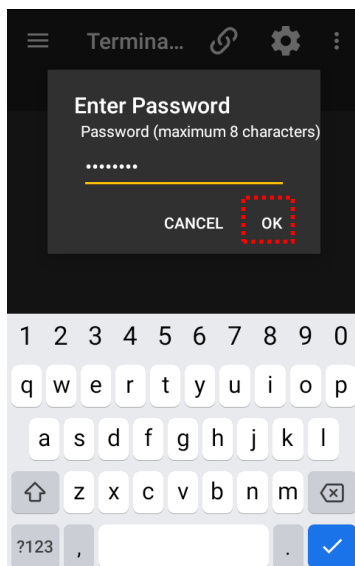 Termina...
Enter Password
Password (maximum 8 characters)
••••••••
CANCEL OK
1 2 3 4 5 6 7 8 9 0
q w e r t y u i o p
a s d f g h j k l
z x c v b n m
?123 , .